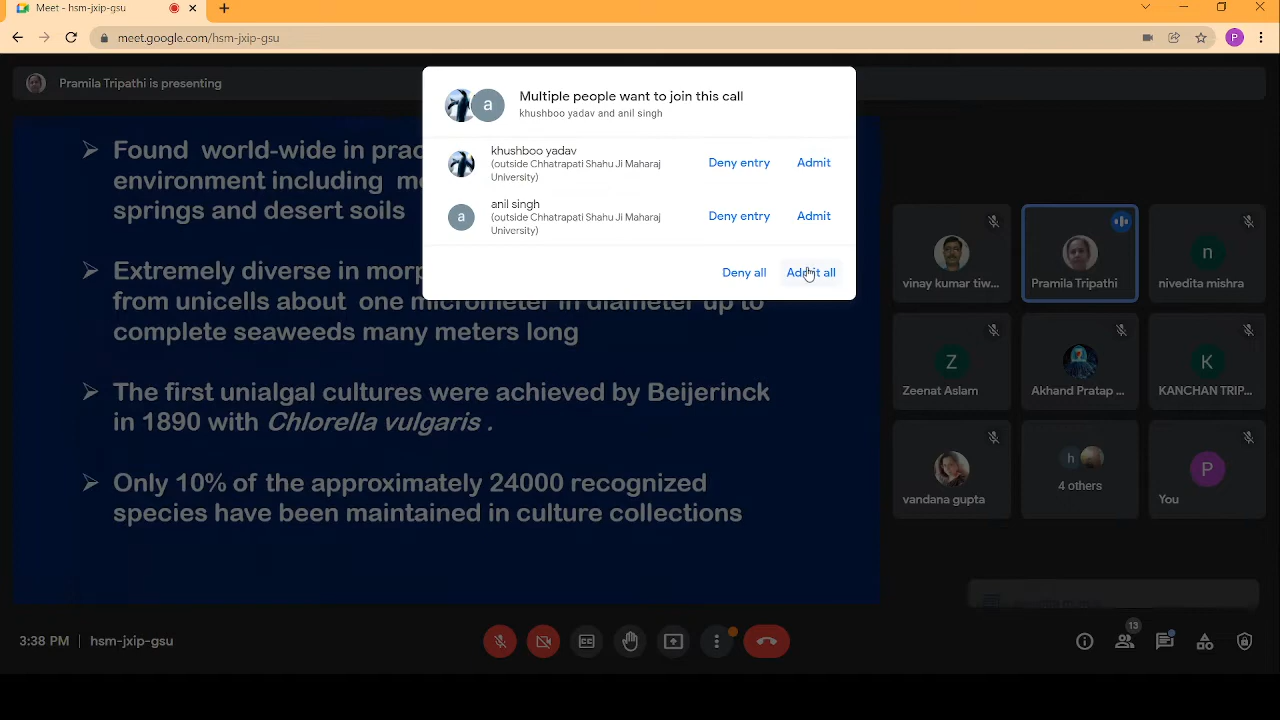 Meet - hsm-jxip-gsu
meet.google.com/hsm-jxip-gsu
P
Pramila Tripathi is presenting
a
Multiple people want to join this call
khushboo yadav and anil singh
khushboo yadav
(outside Chhatrapati Shahu Ji Maharaj
University)
Deny entry
Admit
a
anil singh
(outside Chhatrapati Shahu Ji Maharaj
University)
Deny entry
Admit
Deny all
Admit all
Found world-wide in
environment including
springs and desert soils
Extremely diverse in
from unicells about one micrometer in diameter up to
complete seaweeds many meters long
The first unialgal cultures were achieved by Beijerinck
in 1890 with Chlorella vulgaris .
Only 10% of the approximately 24000 recognized
species have been maintained in culture collections
vinay kumar tiw...
Pramila Tripathi
n
nivedita mishra
Z
Zeenat Aslam
Akhand Pratap ...
K
KANCHAN TRIP...
vandana gupta
h
4 others
P
You
3:38 PM
hsm-jxip-gsu
CC
13